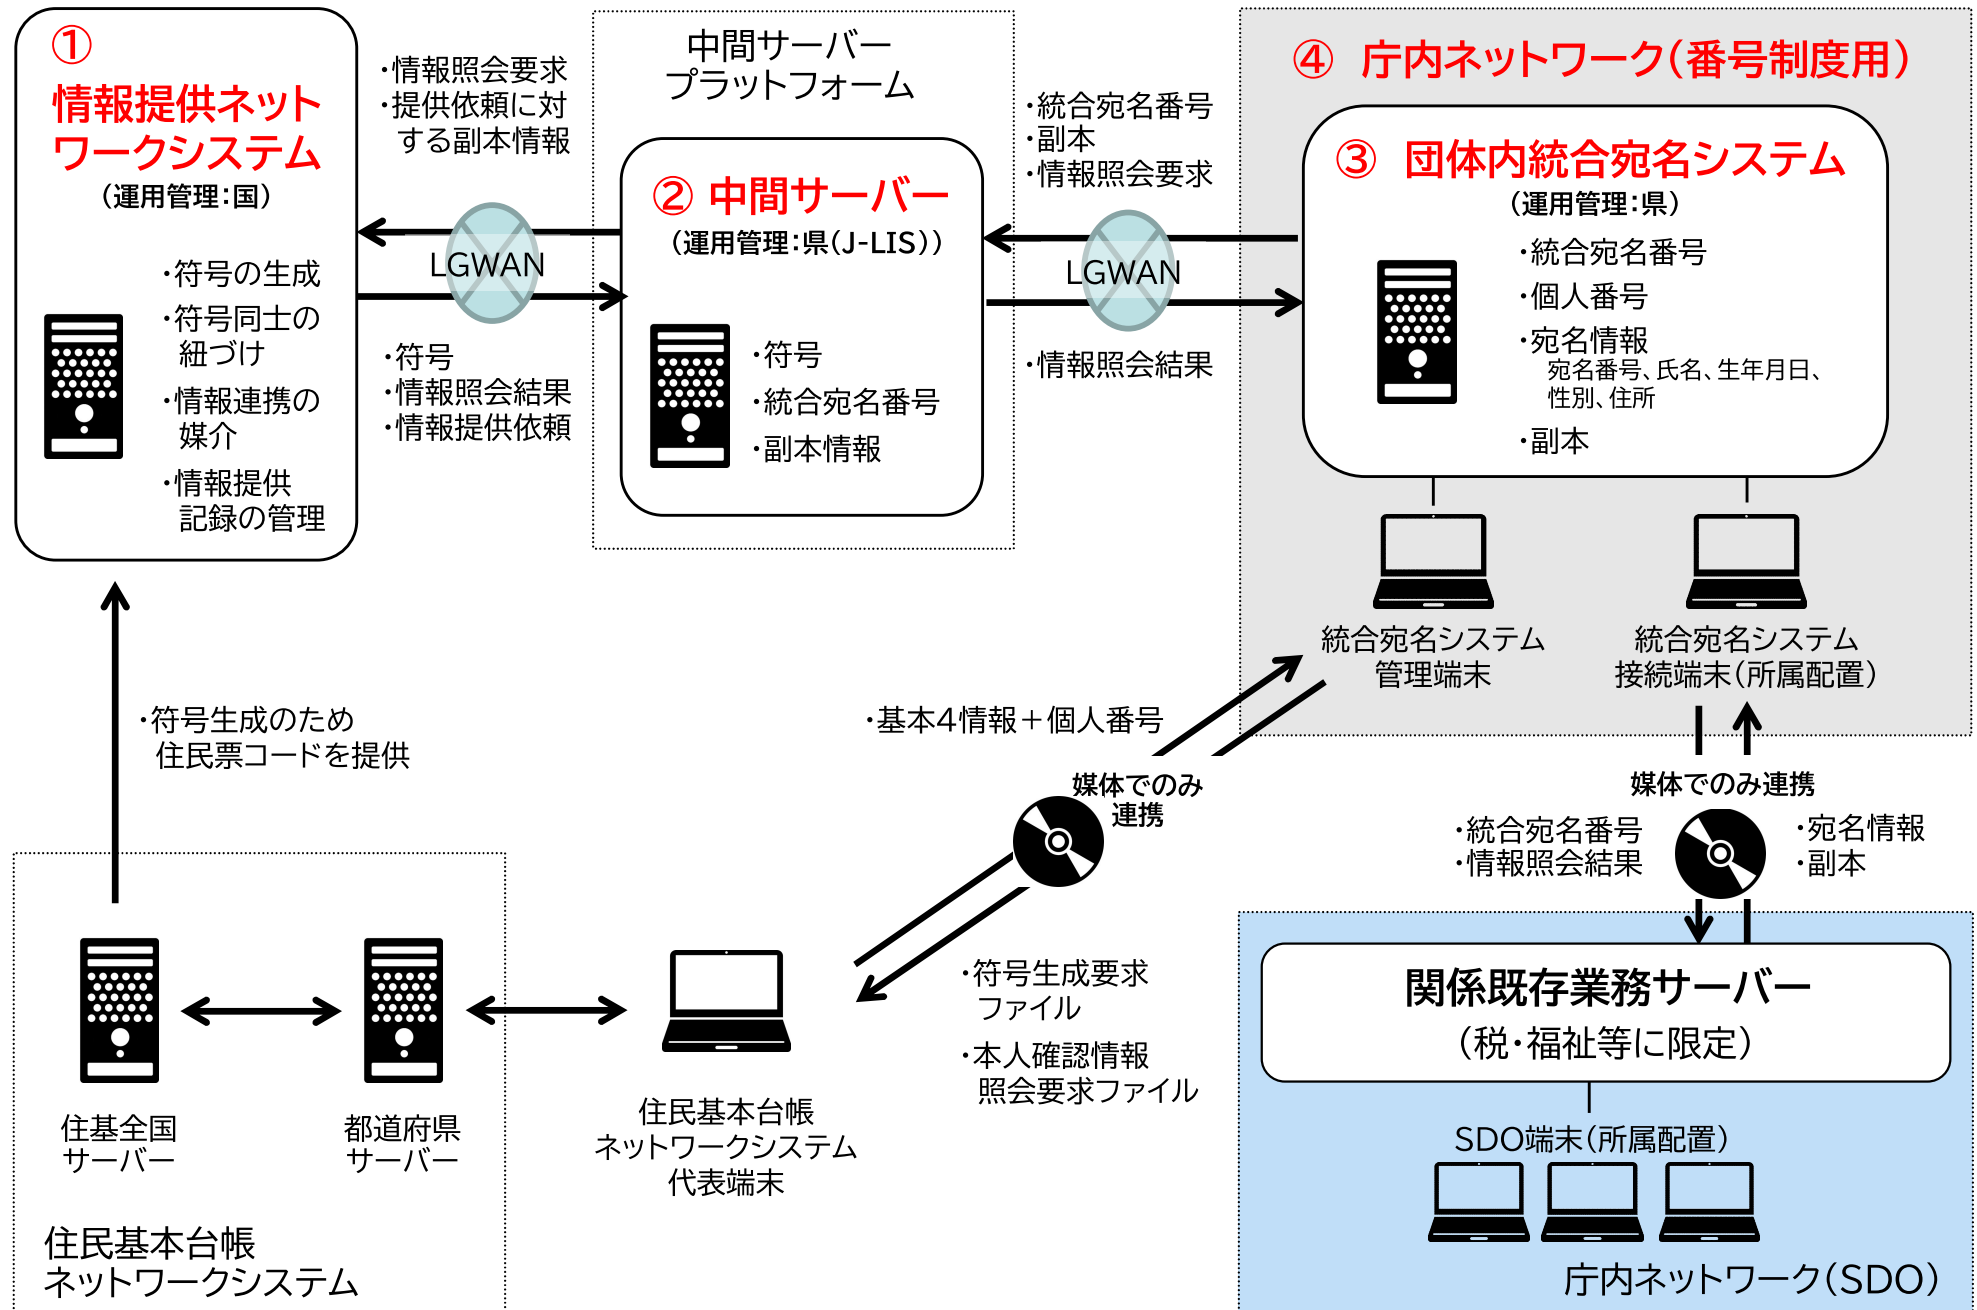 ①
情報提供ネット
ワークシステム
（運用管理：国）
・符号の生成
・符号同士の
紐づけ
・情報連携の
媒介
・情報提供
記録の管理
・情報照会要求
・提供依頼に対
する副本情報
LGWAN
・符号
・情報照会結果
・情報提供依頼
中間サーバー
プラットフォーム
② 中間サーバー
（運用管理：県（J-LIS））
・符号
・統合宛名番号
・副本情報
・統合宛名番号
・副本
・情報照会要求
LGWAN
・情報照会結果
④ 庁内ネットワーク（番号制度用）
③ 団体内統合宛名システム
（運用管理：県）
・統合宛名番号
・個人番号
・宛名情報
宛名番号、氏名、生年月日、
性別、住所
・副本
統合宛名システム
管理端末
統合宛名システム
接続端末（所属配置）
・符号生成のため
住民票コードを提供
・基本４情報＋個人番号
媒体でのみ
連携
媒体でのみ連携
・統合宛名番号
・情報照会結果
・宛名情報
・副本
・符号生成要求
ファイル
・本人確認情報
照会要求ファイル
住基全国
サーバー
都道府県
サーバー
住民基本台帳
ネットワークシステム
代表端末
住民基本台帳
ネットワークシステム
関係既存業務サーバー
（税・福祉等に限定）
SDO端末（所属配置）
庁内ネットワーク（SDO）